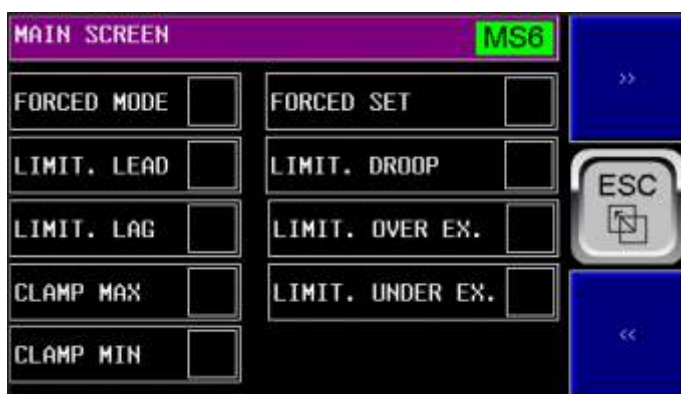 MAIN SCREEN MS6
>>
FORCED MODE FORCED SET
LIMIT. LEAD LIMIT. DROOP
ESC
LIMIT. LAG LIMIT. OVER EX.
CLAMP MAX LIMIT. UNDER EX.
<<
CLAMP MIN